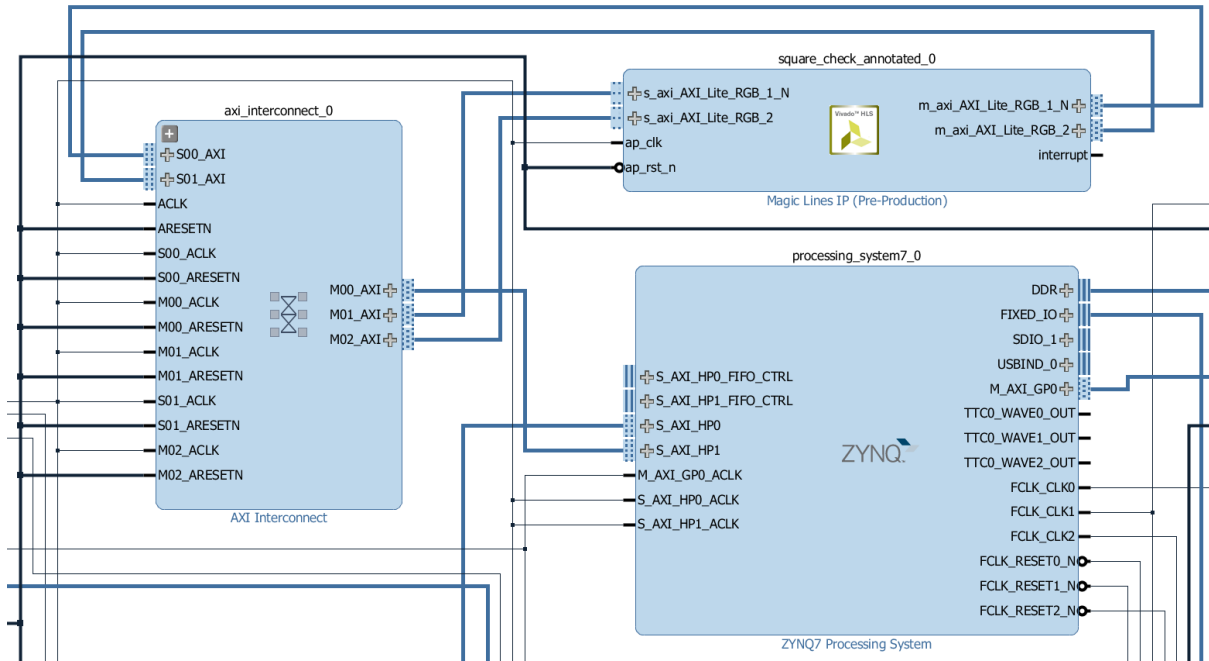 square_check_annotated_0
s_axi_AXI_Lite_RGB_1_N
s_axi_AXI_Lite_RGB_2
ap_clk
ap_rst_n
Vivado™ HLS
m_axi_AXI_Lite_RGB_1_N
m_axi_AXI_Lite_RGB_2
interrupt
Magic Lines IP (Pre-Production)
axi_interconnect_0
S00_AXI
S01_AXI
ACLK
ARESETN
S00_ACLK
S00_ARESETN
M00_ACLK
M00_ARESETN
M01_ACLK
M01_ARESETN
S01_ACLK
S01_ARESETN
M02_ACLK
M02_ARESETN
M00_AXI
M01_AXI
M02_AXI
AXI Interconnect
processing_system7_0
S_AXI_HP0_FIFO_CTRL
S_AXI_HP1_FIFO_CTRL
S_AXI_HP0
S_AXI_HP1
M_AXI_GP0_ACLK
S_AXI_HP0_ACLK
S_AXI_HP1_ACLK
ZYNQ
DDR
FIXED_IO
SDIO_1
USBIND_0
M_AXI_GP0
TTC0_WAVE0_OUT
TTC0_WAVE1_OUT
TTC0_WAVE2_OUT
FCLK_CLK0
FCLK_CLK1
FCLK_CLK2
FCLK_RESET0_N
FCLK_RESET1_N
FCLK_RESET2_N
ZYNQ7 Processing System